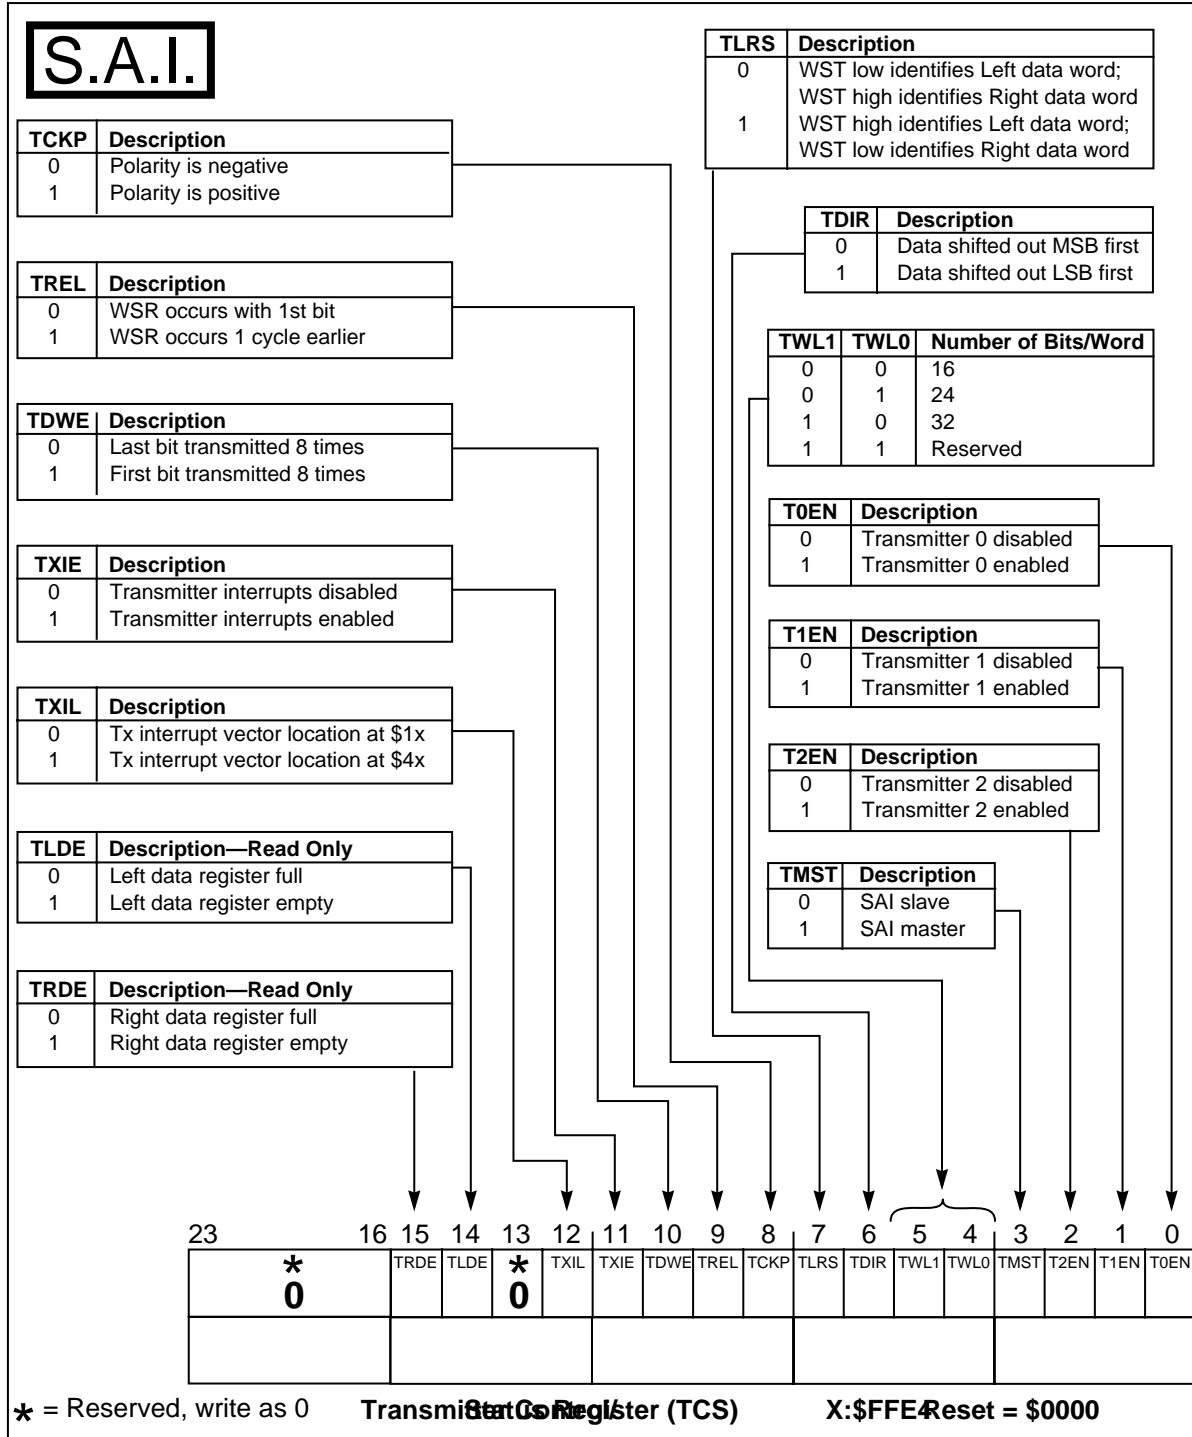 S.A.I.
TLRS Description
0 WST low identifies Left data word;
WST high identifies Right data word
1 WST high identifies Left data word;
WST low identifies Right data word
TCKP Description
0 Polarity is negative
1 Polarity is positive
TDIR Description
0 Data shifted out MSB first
1 Data shifted out LSB first
TREL Description
0 WSR occurs with 1st bit
1 WSR occurs 1 cycle earlier
TWL1 TWL0 Number of Bits/Word
0 0 16
0 1 24
1 0 32
1 1 Reserved
TDWE Description
0 Last bit transmitted 8 times
1 First bit transmitted 8 times
T0EN Description
0 Transmitter 0 disabled
1 Transmitter 0 enabled
TXIE Description
0 Transmitter interrupts disabled
1 Transmitter interrupts enabled
T1EN Description
0 Transmitter 1 disabled
1 Transmitter 1 enabled
TXIL Description
0 Tx interrupt vector location at $1x
1 Tx interrupt vector location at $4x
T2EN Description
0 Transmitter 2 disabled
1 Transmitter 2 enabled
TLDE Description—Read Only
0 Left data register full
1 Left data register empty
TMST Description
0 SAI slave
1 SAI master
TRDE Description—Read Only
0 Right data register full
1 Right data register empty
23 16 15 14 13 12 11 10 9 8 7 6 5 4 3 2 1 0
* TRDE TLDE * TXIL TXIE TDWE TREL TCKP TLRS TDIR TWL1 TWL0 TMST T2EN T1EN T0EN
0 0
* = Reserved, write as 0 Transmitter Status Control/ Register (TCS) X:$FFE4 Reset = $0000